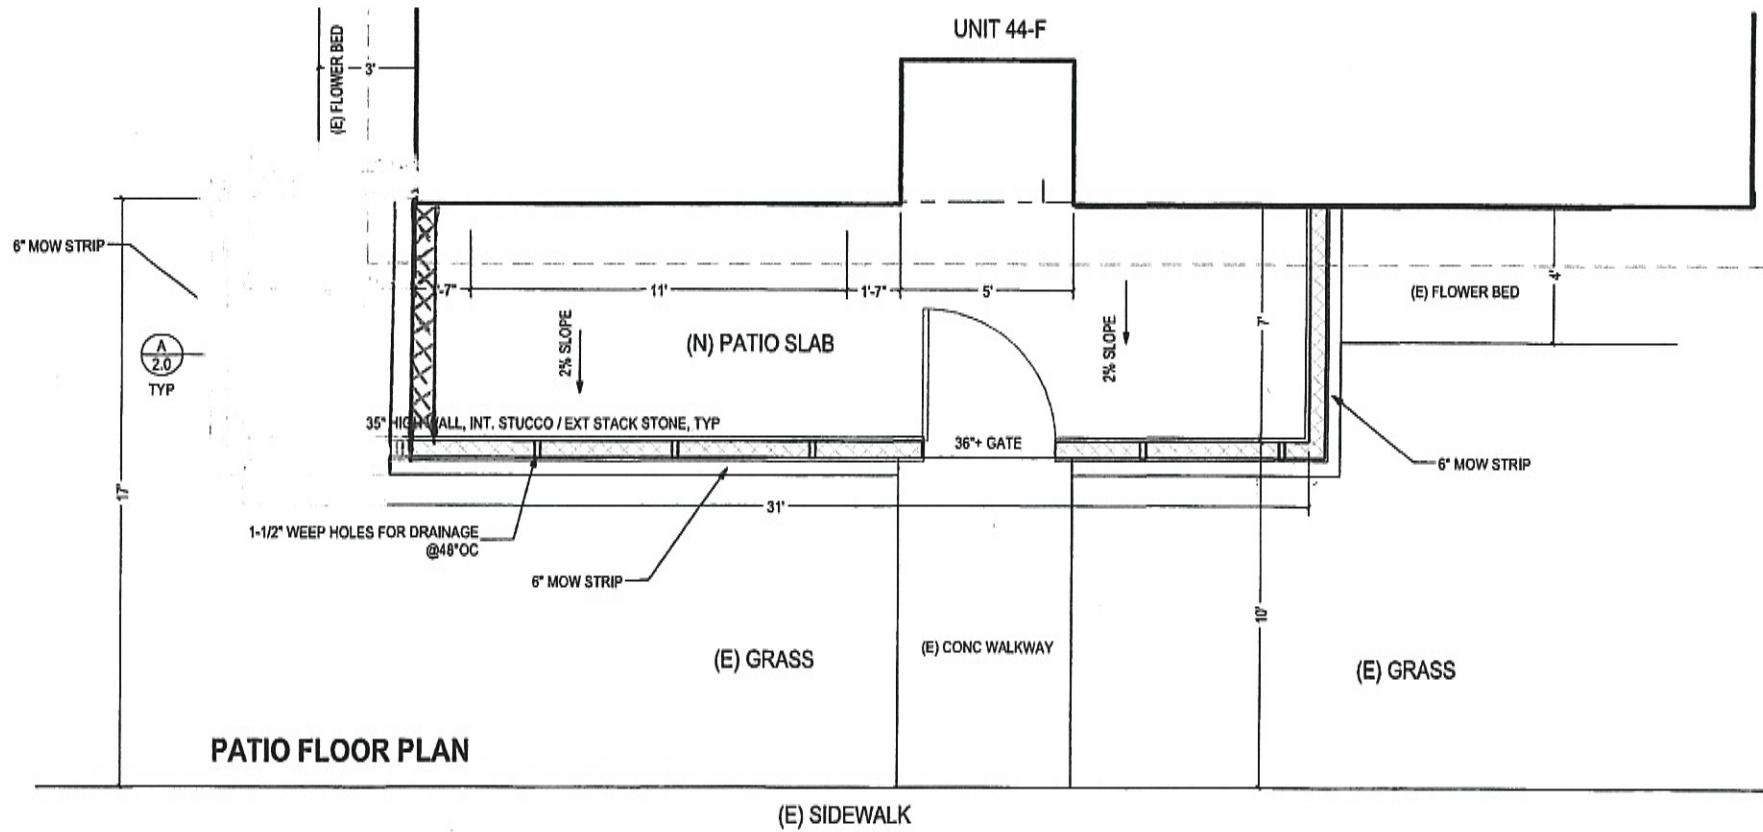 UNIT 44-F
(E) FLOWER BED
3'
6" MOW STRIP
'-7"
11'
1'-7"
5'
4'
(E) FLOWER BED
7'
2% SLOPE
(N) PATIO SLAB
2% SLOPE
A
2.0
TYP
35" HIGH WALL, INT. STUCCO / EXT STACK STONE, TYP
36"+ GATE
6" MOW STRIP
17'
31'
1-1/2" WEEP HOLES FOR DRAINAGE
@48"OC
6" MOW STRIP
10'
(E) GRASS
(E) CONC WALKWAY
(E) GRASS
PATIO FLOOR PLAN
(E) SIDEWALK